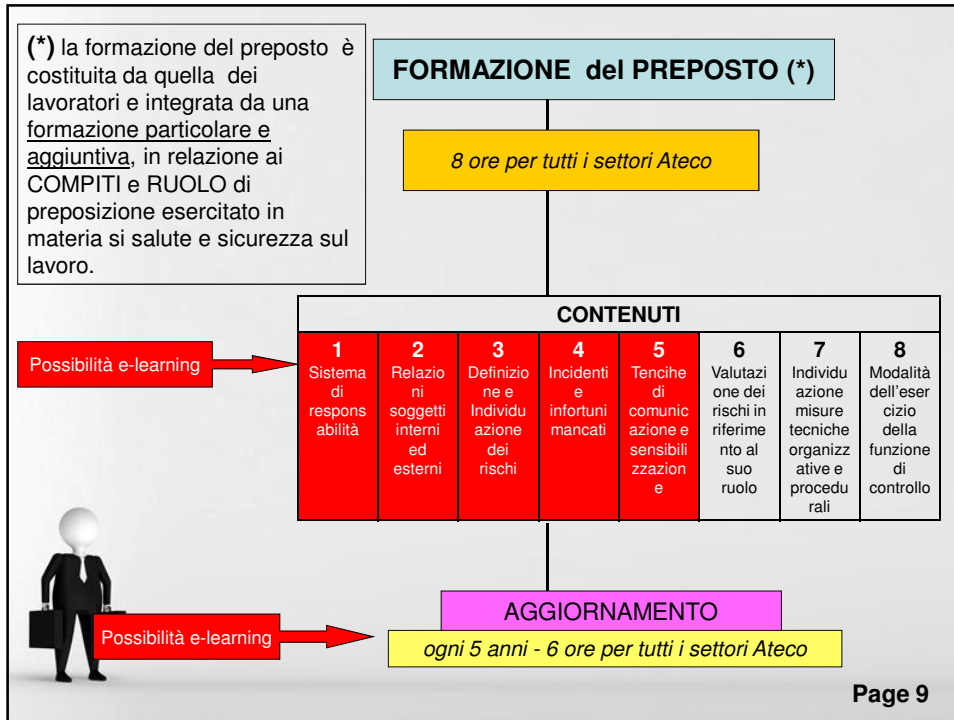 (*) la formazione del preposto è
costituita da quella dei
lavoratori e integrata da una
formazione particolare e
aggiuntiva, in relazione ai
COMPITI e RUOLO di
preposizione esercitato in
materia si salute e sicurezza sul
lavoro.
FORMAZIONE del PREPOSTO (*)
8 ore per tutti i settori Ateco
CONTENUTI
Possibilità e-learning
1
Sistema
di
respons
abilità
2
Relazio
ni
soggetti
interni
ed
esterni
3
Definizio
ne e
Individu
azione
dei
rischi
4
Incidenti
e
infortuni
mancati
5
Tencihe
di
comunic
azione e
sensibili
zzazion
e
6
Valutazi
one dei
rischi in
riferime
nto al
suo
ruolo
7
Individu
azione
misure
tecniche
organizz
ative e
procedu
rali
8
Modalità
dell'eser
cizio
della
funzione
di
controllo
AGGIORNAMENTO
Possibilità e-learning
ogni 5 anni - 6 ore per tutti i settori Ateco
Page 9